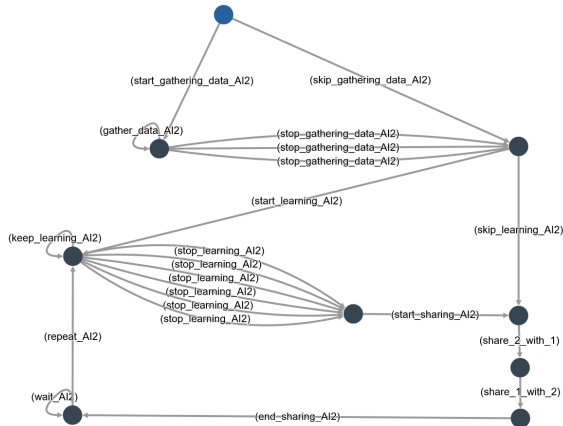 (start_gathering_data_AI2)
(skip_gathering_data_AI2)
(gather_data_AI2)
(stop_gathering_data_AI2)
(stop_gathering_data_AI2)
(stop_gathering_data_AI2)
(start_learning_AI2)
(skip_learning_AI2)
(keep_learning_AI2)
(stop_learning_AI2)
(stop_learning_AI2)
(stop_learning_AI2)
(stop_learning_AI2)
(stop_learning_AI2)
(stop_learning_AI2)
(start_sharing_AI2)
(repeat_AI2)
(share_2_with_1)
(share_1_with_2)
(wait_AI2)
(end_sharing_AI2)